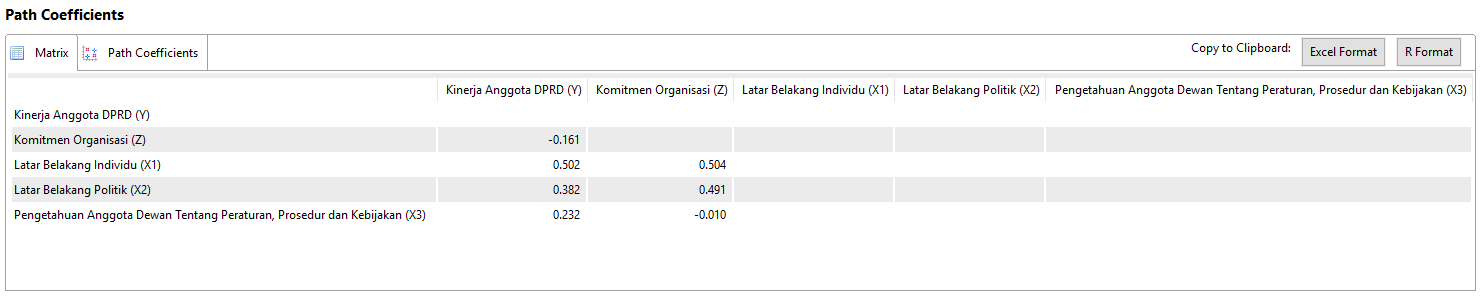 Path Coefficients
Matrix Path Coefficients Copy to Clipboard: Excel Format R Format
Kinerja Anggota DPRD (Y) Komitmen Organisasi (Z) Latar Belakang Individu (X1) Latar Belakang Politik (X2) Pengetahuan Anggota Dewan Tentang Peraturan, Prosedur dan Kebijakan (X3)
Kinerja Anggota DPRD (Y)
Komitmen Organisasi (Z) -0.161
Latar Belakang Individu (X1) 0.502 0.504
Latar Belakang Politik (X2) 0.382 0.491
Pengetahuan Anggota Dewan Tentang Peraturan, Prosedur dan Kebijakan (X3) 0.232 -0.010